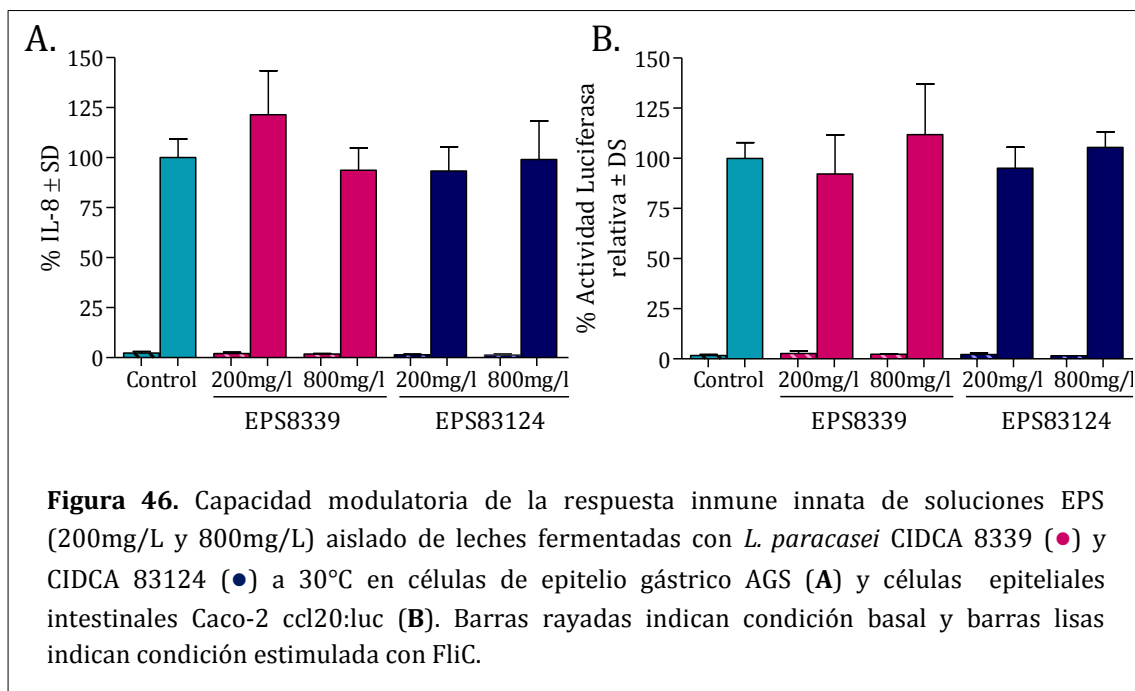 A.
% IL-8 ± SD
150
125
100
75
50
25
0
Control 200mg/l 800mg/l 200mg/l 800mg/l
EPS8339 EPS83124
B.
% Actividad Luciferasa
relativa ± DS
150
125
100
75
50
25
0
Control 200mg/l 800mg/l 200mg/l 800mg/l
EPS8339 EPS83124
Figura 46. Capacidad modulatoria de la respuesta inmune innata de soluciones EPS
(200mg/L y 800mg/L) aislado de leches fermentadas con L. paracasei CIDCA 8339 (●) y
CIDCA 83124 (●) a 30°C en células de epitelio gástrico AGS (A) y células epiteliales
intestinales Caco-2 ccl20:luc (B). Barras rayadas indican condición basal y barras lisas
indican condición estimulada con FliC.